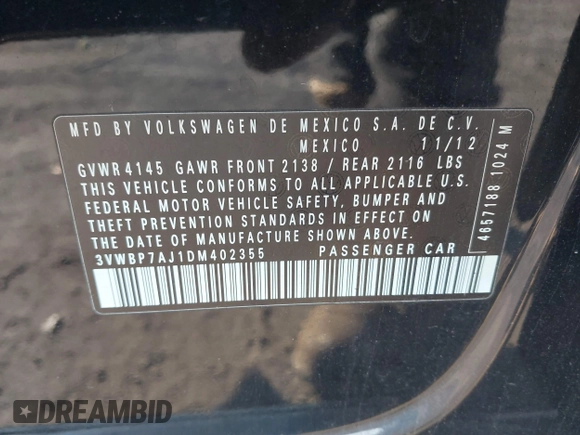 MFD BY VOLKSWAGEN DE MEXICO S.A. DE C.V.
MEXICO 11/12
GVWR 4145 GAWR FRONT 2138 / REAR 2116 LBS
THIS VEHICLE CONFORMS TO ALL APPLICABLE U.S.
FEDERAL MOTOR VEHICLE SAFETY, BUMPER AND
THEFT PREVENTION STANDARDS IN EFFECT ON
THE DATE OF MANUFACTURE SHOWN ABOVE.
3VWBP7AJ1DM402355 PASSENGER CAR
4657188 1024 M
DREAMBID